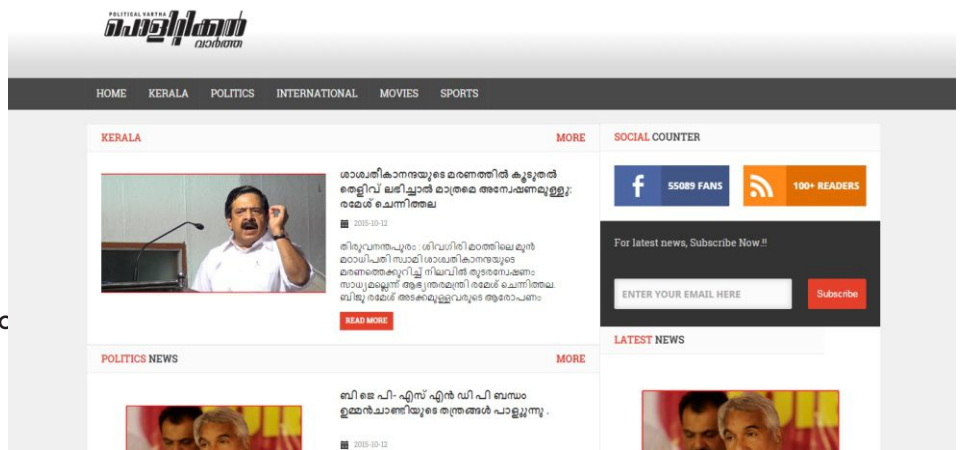 POLITICAL VARTHA
പൊളിറ്റിക്കൽ
വാർത്ത
HOME KERALA POLITICS INTERNATIONAL MOVIES SPORTS
KERALA MORE
ശാശ്വതീകാനന്ദയുടെ മരണത്തിൽ കൂടുതൽ
തെളിവ് ലഭിച്ചാൽ മാത്രമെ അന്വേഷണമുള്ളൂ:
രമേശ് ചെന്നിത്തല
2015-10-12
തിരുവനന്തപുരം : ശിവഗിരി മഠത്തിലെ മുൻ
മഠാധിപതി സ്വാമി ശാശ്വതികാനന്ദയുടെ
മരണത്തെക്കുറിച്ച് നിലവിൽ തുടരന്വേഷണം
സാധ്യമല്ലെന്ന് ആഭ്യന്തരമന്ത്രി രമേശ് ചെന്നിത്തല.
ബിജു രമേശ് അടക്കമുള്ളവരുടെ ആരോപണം
READ MORE
POLITICS NEWS MORE
ബി ജെ പി- എസ് എൻ ഡി പി ബന്ധം
ഉമ്മൻചാണ്ടിയുടെ തന്ത്രങ്ങൾ പാളുന്നു .
2015-10-12
SOCIAL COUNTER
55089 FANS 100+ READERS
For latest news, Subscribe Now.!!
ENTER YOUR EMAIL HERE Subscribe
LATEST NEWS